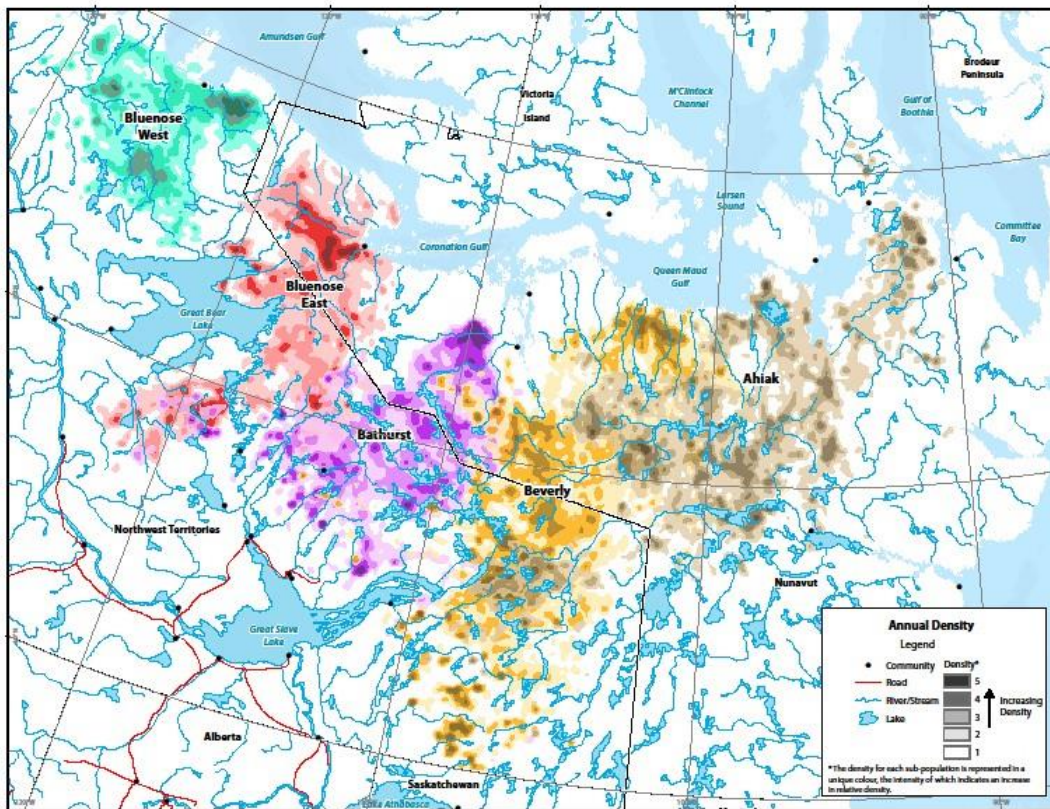 Amundsen Gulf
Brodeur
Peninsula
Victoria
Island
M'Clintock
Channel
Gulf of
Boothia
Bluenose
West
Larsen
Sound
Committee
Bay
Coronation Gulf
Queen Maud
Gulf
Bluenose
East
Great Bear
Lake
Ahiak
Bathurst
Beverly
Northwest Territories
Nunavut
Great Slave
Lake
Alberta
Saskatchewan
Lake Athabasca
Annual Density
Legend
Community
Road
River/Stream
Lake
Density*
5
4
3
2
1
Increasing
Density
*The density for each sub-population is represented in a
unique colour, the intensity of which indicates an increase
in relative density.